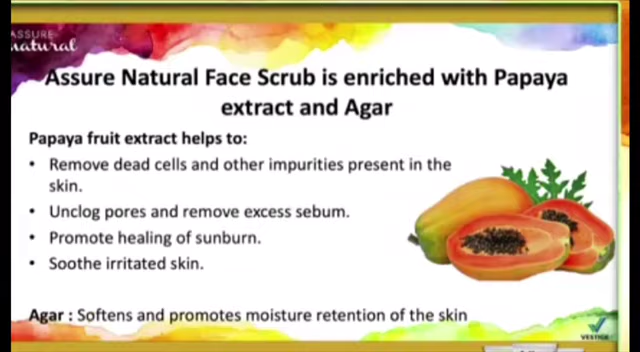 ASSURE
natural
Assure Natural Face Scrub is enriched with Papaya
extract and Agar
Papaya fruit extract helps to:
• Remove dead cells and other impurities present in the
skin.
• Unclog pores and remove excess sebum.
• Promote healing of sunburn.
• Soothe irritated skin.
Agar : Softens and promotes moisture retention of the skin
VESTIGE